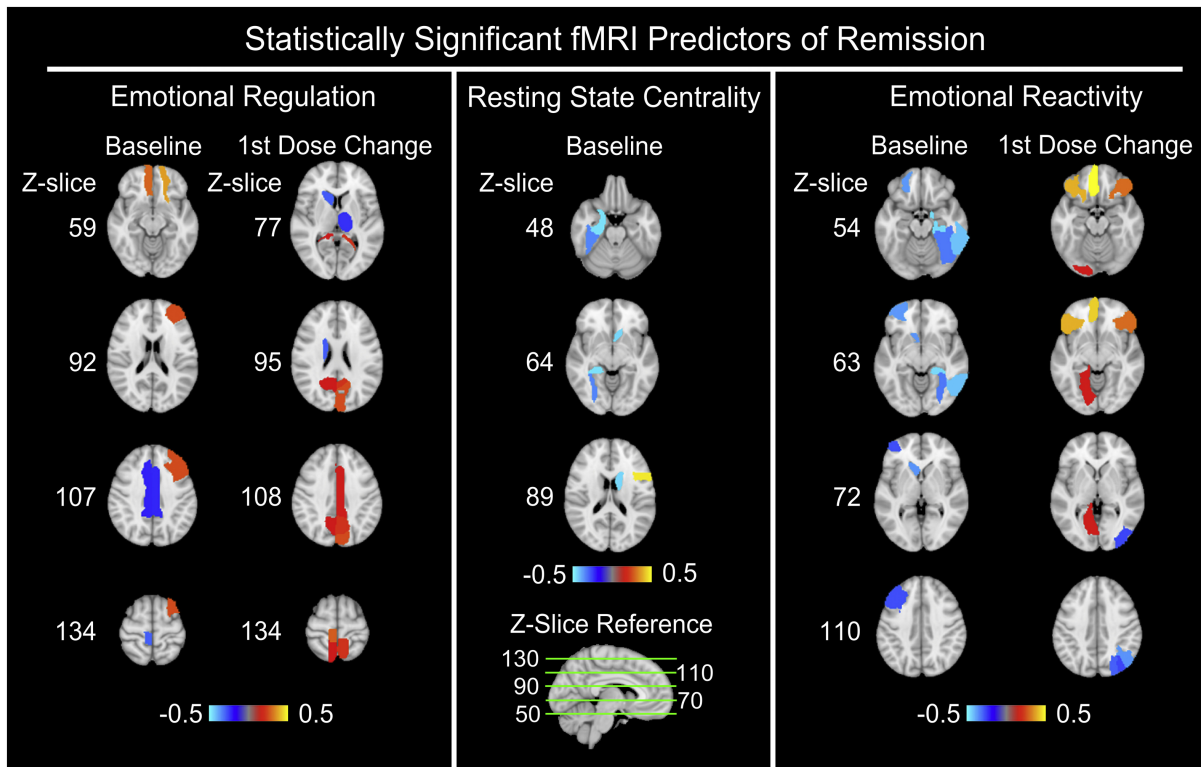 Statistically Significant fMRI Predictors of Remission
Emotional Regulation
Baseline
1st Dose Change
Z-slice
Z-slice
59
77
92
95
107
108
134
134
-0.5
0.5
Resting State Centrality
Baseline
48
64
89
-0.5
0.5
Z-Slice Reference
130
110
90
70
50
Emotional Reactivity
Baseline
1st Dose Change
Z-slice
54
63
72
110
-0.5
0.5